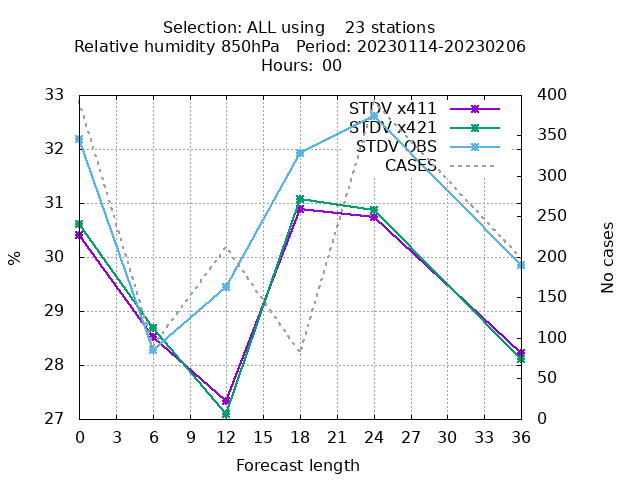 Selection: ALL using    23 stations
Relative humidity 850hPa   Period: 20230114-20230206
Hours: 00
STDV x411
STDV x421
STDV OBS
CASES
33
32
31
30
29
28
27
400
350
300
250
200
150
100
50
0
%
No cases
0 3 6 9 12 15 18 21 24 27 30 33 36
Forecast length